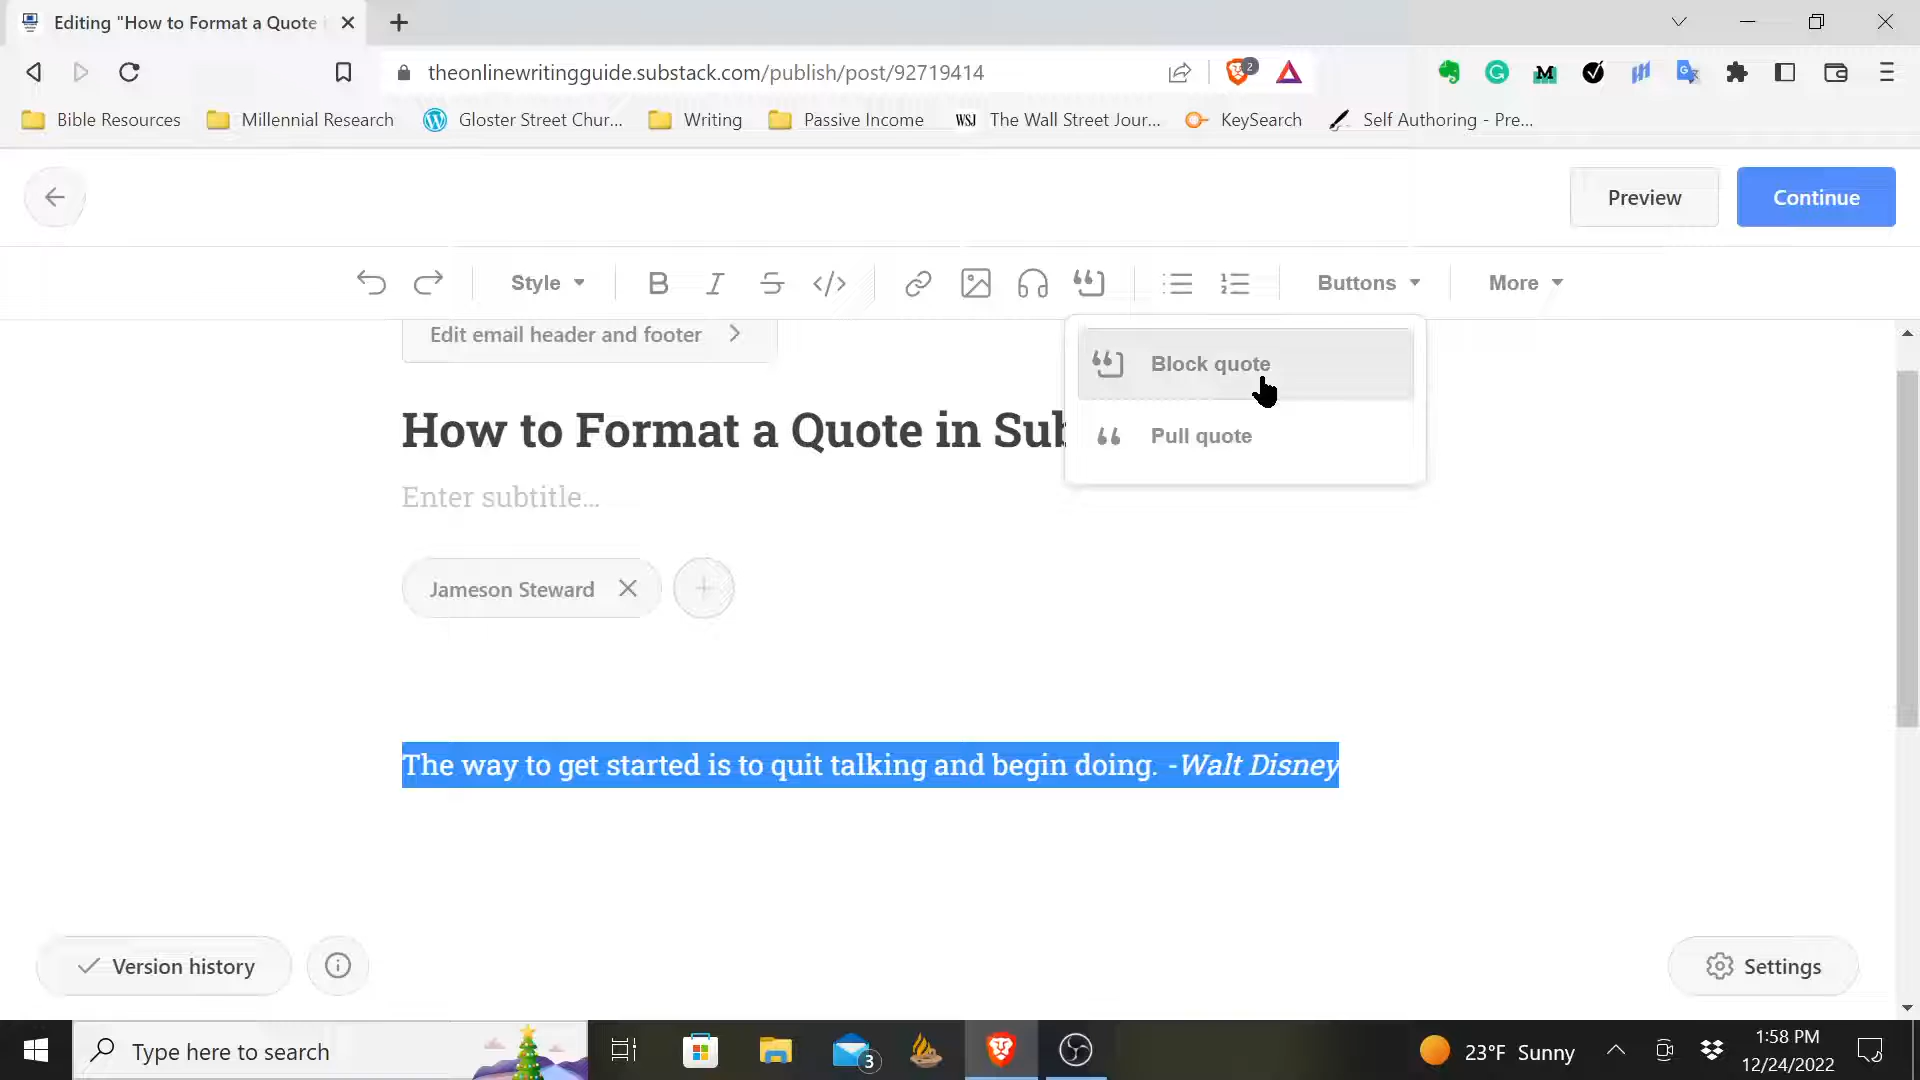 Editing "How to Format a Quote i
theonlinewritingguide.substack.com/publish/post/92719414
2
Bible Resources
Millennial Research
Gloster Street Chur...
Writing
Passive Income
WSJ
The Wall Street Jour...
KeySearch
Self Authoring - Pre...
Preview
Continue
Style
B
I
S
</>
Buttons
More
Edit email header and footer
Block quote
Pull quote
How to Format a Quote in Sub
Enter subtitle...
Jameson Steward
The way to get started is to quit talking and begin doing. -Walt Disney
Version history
Settings
Type here to search
3
23°F Sunny
1:58 PM
12/24/2022